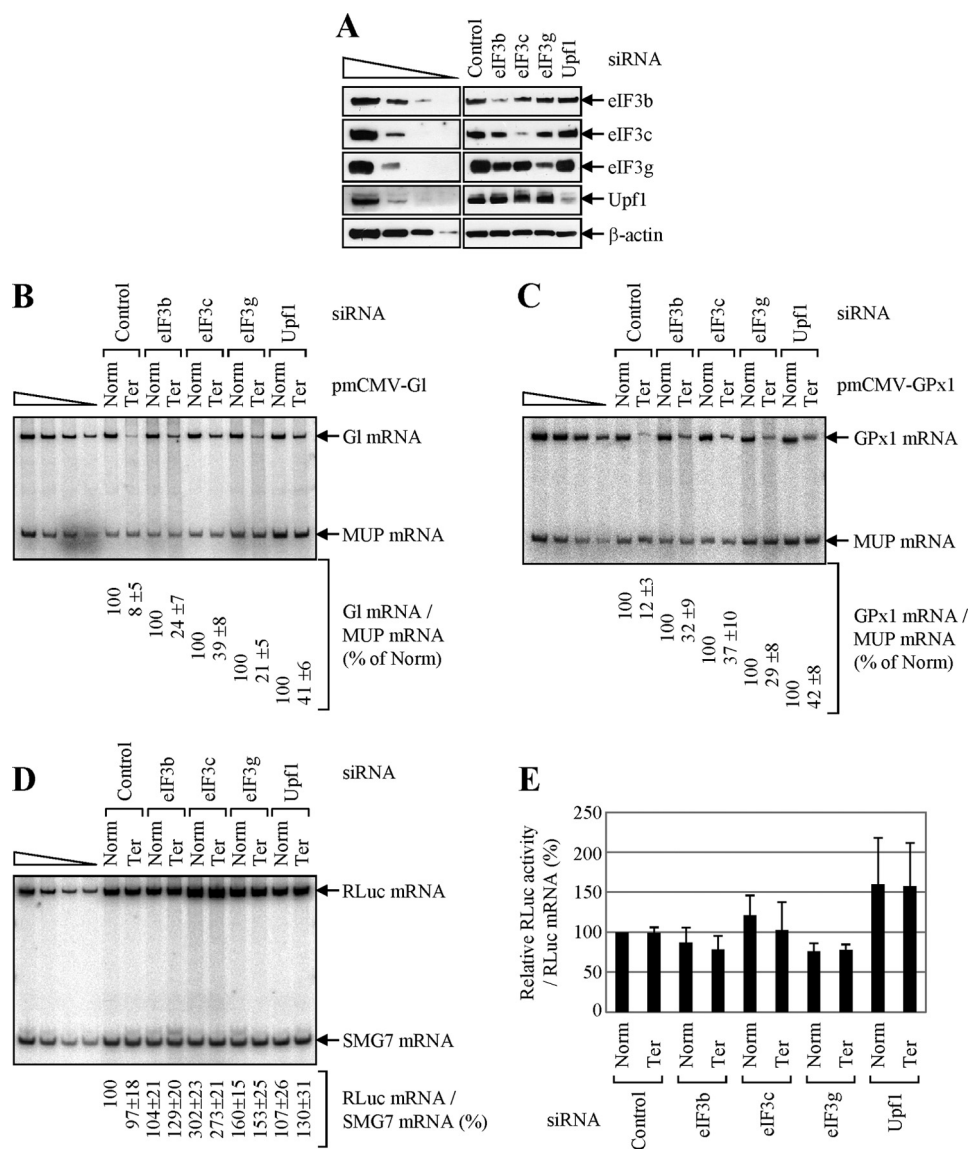 A
Control
eIF3b
eIF3c
eIF3g
Upf1
siRNA
eIF3b
eIF3c
eIF3g
Upf1
β-actin
B
Control
eIF3b
eIF3c
eIF3g
Upf1
siRNA
Norm
Ter
Norm
Ter
Norm
Ter
Norm
Ter
Norm
Ter
pmCMV-Gl
Gl mRNA
MUP mRNA
100
8 ±5
100
24 ±7
100
39 ±8
100
21 ±5
100
41 ±6
Gl mRNA /
MUP mRNA
(% of Norm)
C
Control
eIF3b
eIF3c
eIF3g
Upf1
siRNA
Norm
Ter
Norm
Ter
Norm
Ter
Norm
Ter
Norm
Ter
pmCMV-GPx1
GPx1 mRNA
MUP mRNA
100
12 ±3
100
32 ±9
100
37 ±10
100
29 ±8
100
42 ±8
GPx1 mRNA /
MUP mRNA
(% of Norm)
D
Control
eIF3b
eIF3c
eIF3g
Upf1
siRNA
Norm
Ter
Norm
Ter
Norm
Ter
Norm
Ter
Norm
Ter
RLuc mRNA
SMG7 mRNA
100
97±18
104±21
129±20
302±23
273±21
160±15
153±25
107±26
130±31
RLuc mRNA /
SMG7 mRNA (%)
E
Relative RLuc activity
/ RLuc mRNA (%)
250
200
150
100
50
0
Norm
Ter
Norm
Ter
Norm
Ter
Norm
Ter
Norm
Ter
siRNA
Control
eIF3b
eIF3c
eIF3g
Upf1